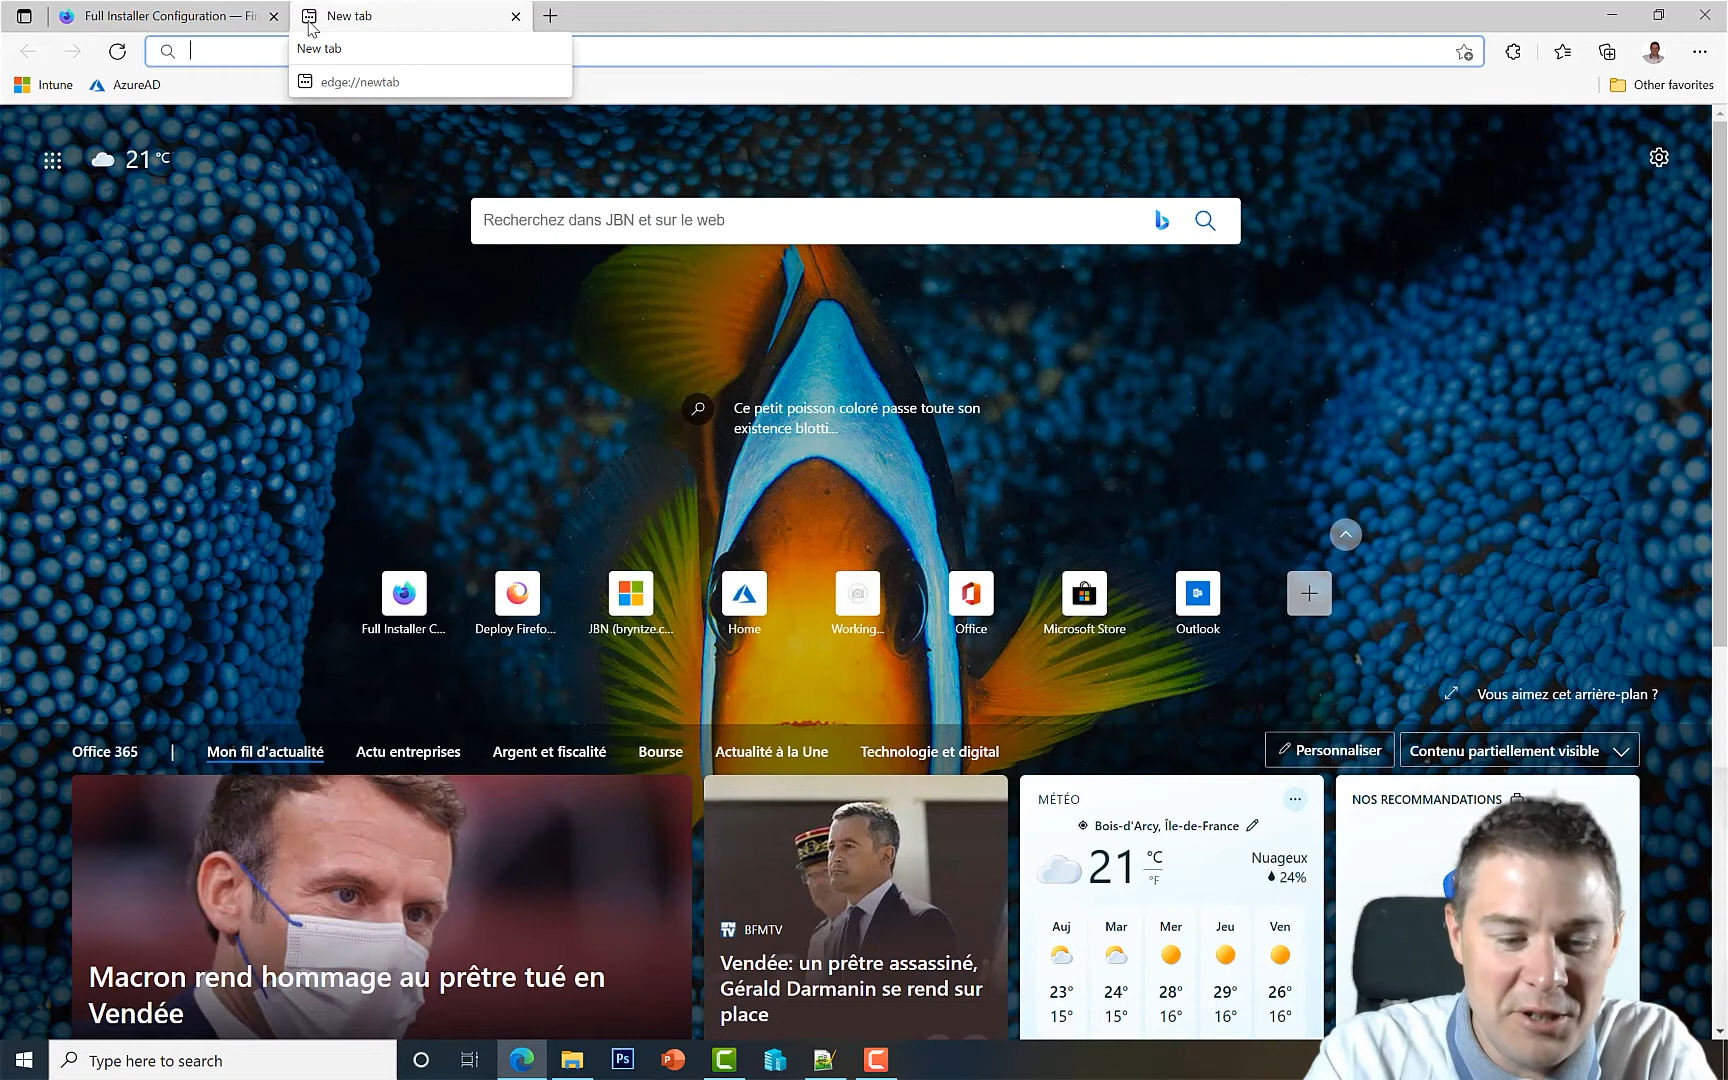 Full Installer Configuration — Fir
New tab
New tab
edge://newtab
Intune
AzureAD
Other favorites
21 °C
Recherchez dans JBN et sur le web
Ce petit poisson coloré passe toute son
existence blotti...
Full Installer C...
Deploy Firefo...
JBN (bryntze.c...
Home
Working...
Office
Microsoft Store
Outlook
Vous aimez cet arrière-plan ?
Office 365
Mon fil d'actualité
Actu entreprises
Argent et fiscalité
Bourse
Actualité à la Une
Technologie et digital
Personnaliser
Contenu partiellement visible
Macron rend hommage au prêtre tué en
Vendée
BFMTV
Vendée: un prêtre assassiné,
Gérald Darmanin se rend sur
place
MÉTÉO
Bois-d'Arcy, Île-de-France
21 °C
°F
Nuageux
24%
Auj Mar Mer Jeu Ven
23° 24° 28° 29° 26°
15° 15° 16° 16° 16°
NOS RECOMMANDATIONS
Type here to search
Ps